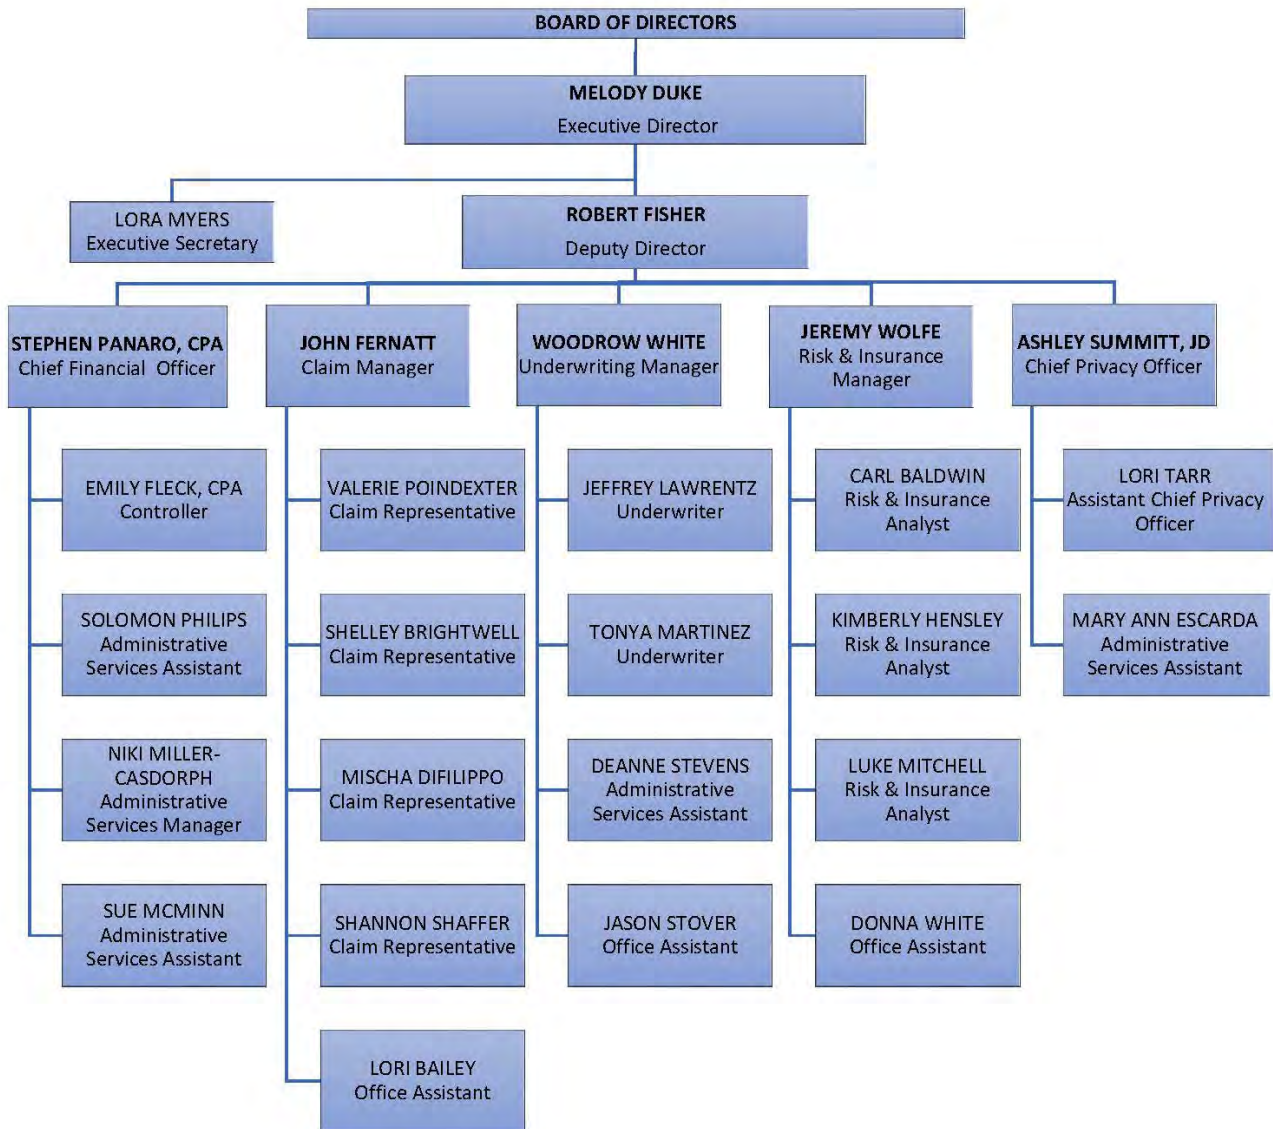 BOARD OF DIRECTORS
MELODY DUKE
Executive Director
LORA MYERS
Executive Secretary
ROBERT FISHER
Deputy Director
STEPHEN PANARO, CPA
Chief Financial Officer
JOHN FERNATT
Claim Manager
WOODROW WHITE
Underwriting Manager
JEREMY WOLFE
Risk & Insurance
Manager
ASHLEY SUMMITT, JD
Chief Privacy Officer
EMILY FLECK, CPA
Controller
VALERIE POINDEXTER
Claim Representative
JEFFREY LAWRENTZ
Underwriter
CARL BALDWIN
Risk & Insurance
Analyst
LORI TARR
Assistant Chief Privacy
Officer
SOLOMON PHILIPS
Administrative
Services Assistant
SHELLEY BRIGHTWELL
Claim Representative
TONYA MARTINEZ
Underwriter
KIMBERLY HENSLEY
Risk & Insurance
Analyst
MARY ANN ESCARDA
Administrative
Services Assistant
NIKI MILLER-
CASDORPH
Administrative
Services Manager
MISCHA DIFILIPPO
Claim Representative
DEANNE STEVENS
Administrative
Services Assistant
LUKE MITCHELL
Risk & Insurance
Analyst
SUE MCMINN
Administrative
Services Assistant
SHANNON SHAFFER
Claim Representative
JASON STOVER
Office Assistant
DONNA WHITE
Office Assistant
LORI BAILEY
Office Assistant